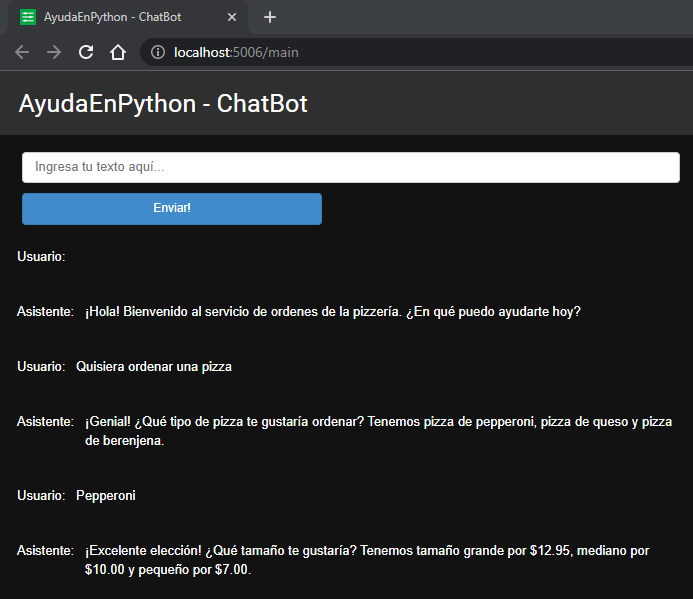 AyudaEnPython - ChatBot
localhost:5006/main
AyudaEnPython - ChatBot
Ingresa tu texto aquí...
Enviar!
Usuario:
Asistente: ¡Hola! Bienvenido al servicio de ordenes de la pizzería. ¿En qué puedo ayudarte hoy?
Usuario: Quisiera ordenar una pizza
Asistente: ¡Genial! ¿Qué tipo de pizza te gustaría ordenar? Tenemos pizza de pepperoni, pizza de queso y pizza
de berenjena.
Usuario: Pepperoni
Asistente: ¡Excelente elección! ¿Qué tamaño te gustaría? Tenemos tamaño grande por $12.95, mediano por
$10.00 y pequeño por $7.00.